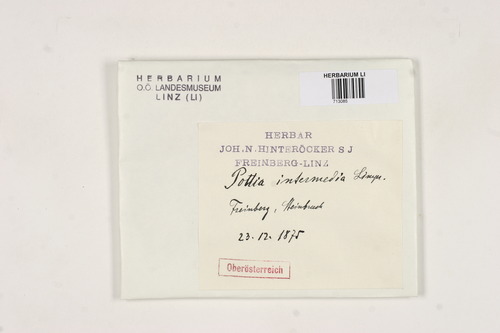 HERBARIUM
O.Ö. LANDESMUSEUM
LINZ (LI)
HERBARIUM LI
713085
HERBAR
JOH. N. HINTERÖCKER S J
FREINBERG-LINZ
Pottia intermedia Limpr.
Freinberg, Steinbruch
23. 12. 1875
Oberösterreich